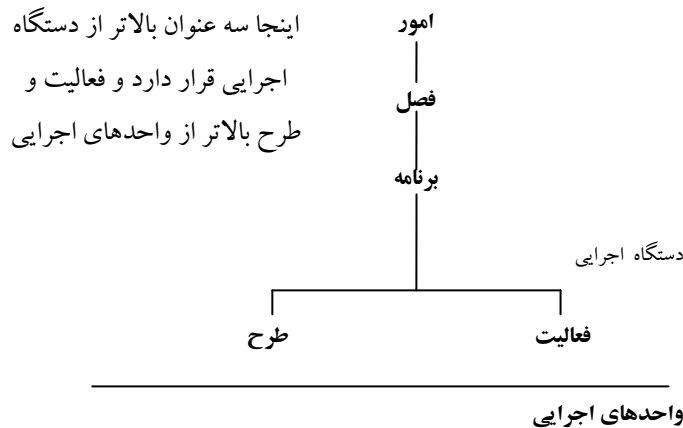 امور
اینجا سه عنوان بالاتر از دستگاه
اجرایی قرار دارد و فعالیت و
طرح بالاتر از واحدهای اجرایی
فصل
برنامه
دستگاه اجرایی
فعالیت
طرح
واحدهای اجرایی